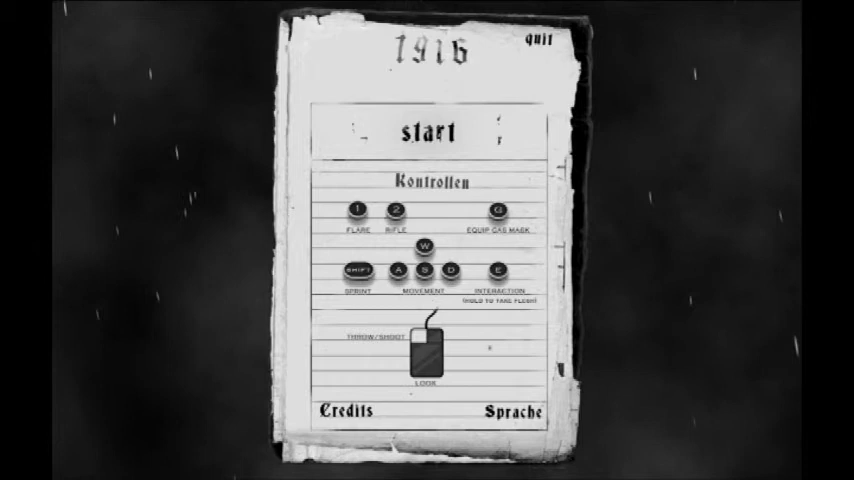 1916
quit
start
Kontrollen
1 2 G
FLARE RIFLE EQUIP GAS MASK
W
SHIFT A S D E
SPRINT MOVEMENT INTERACTION
(HOLD TO TAKE FLESH)
THROW/SHOOT
LOOK
Credits Sprache